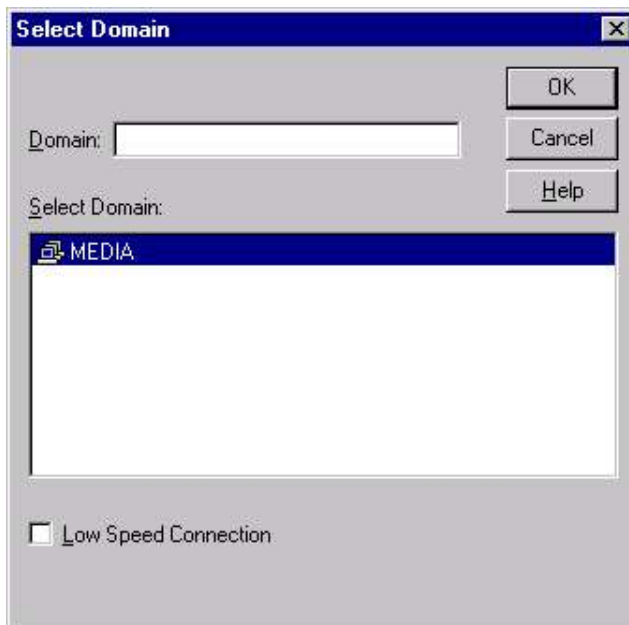 Select Domain
OK
Domain:
Cancel
Help
Select Domain:
MEDIA
Low Speed Connection